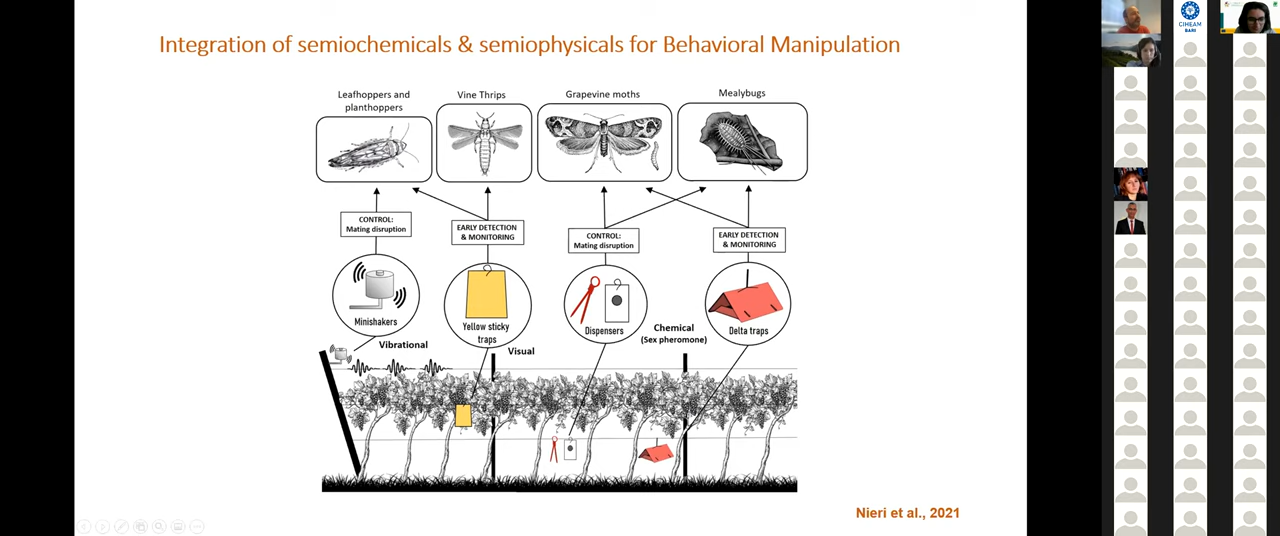 Integration of semiochemicals & semiophysicals for Behavioral Manipulation
Leafhoppers and
planthoppers
Vine Thrips
Grapevine moths
Mealybugs
CONTROL:
Mating disruption
EARLY DETECTION
& MONITORING
CONTROL:
Mating disruption
EARLY DETECTION
& MONITORING
Minishakers
Yellow sticky
traps
Dispensers
Delta traps
Vibrational
Visual
Chemical
(Sex pheromone)
Nieri et al., 2021
CIHEAM
BARI